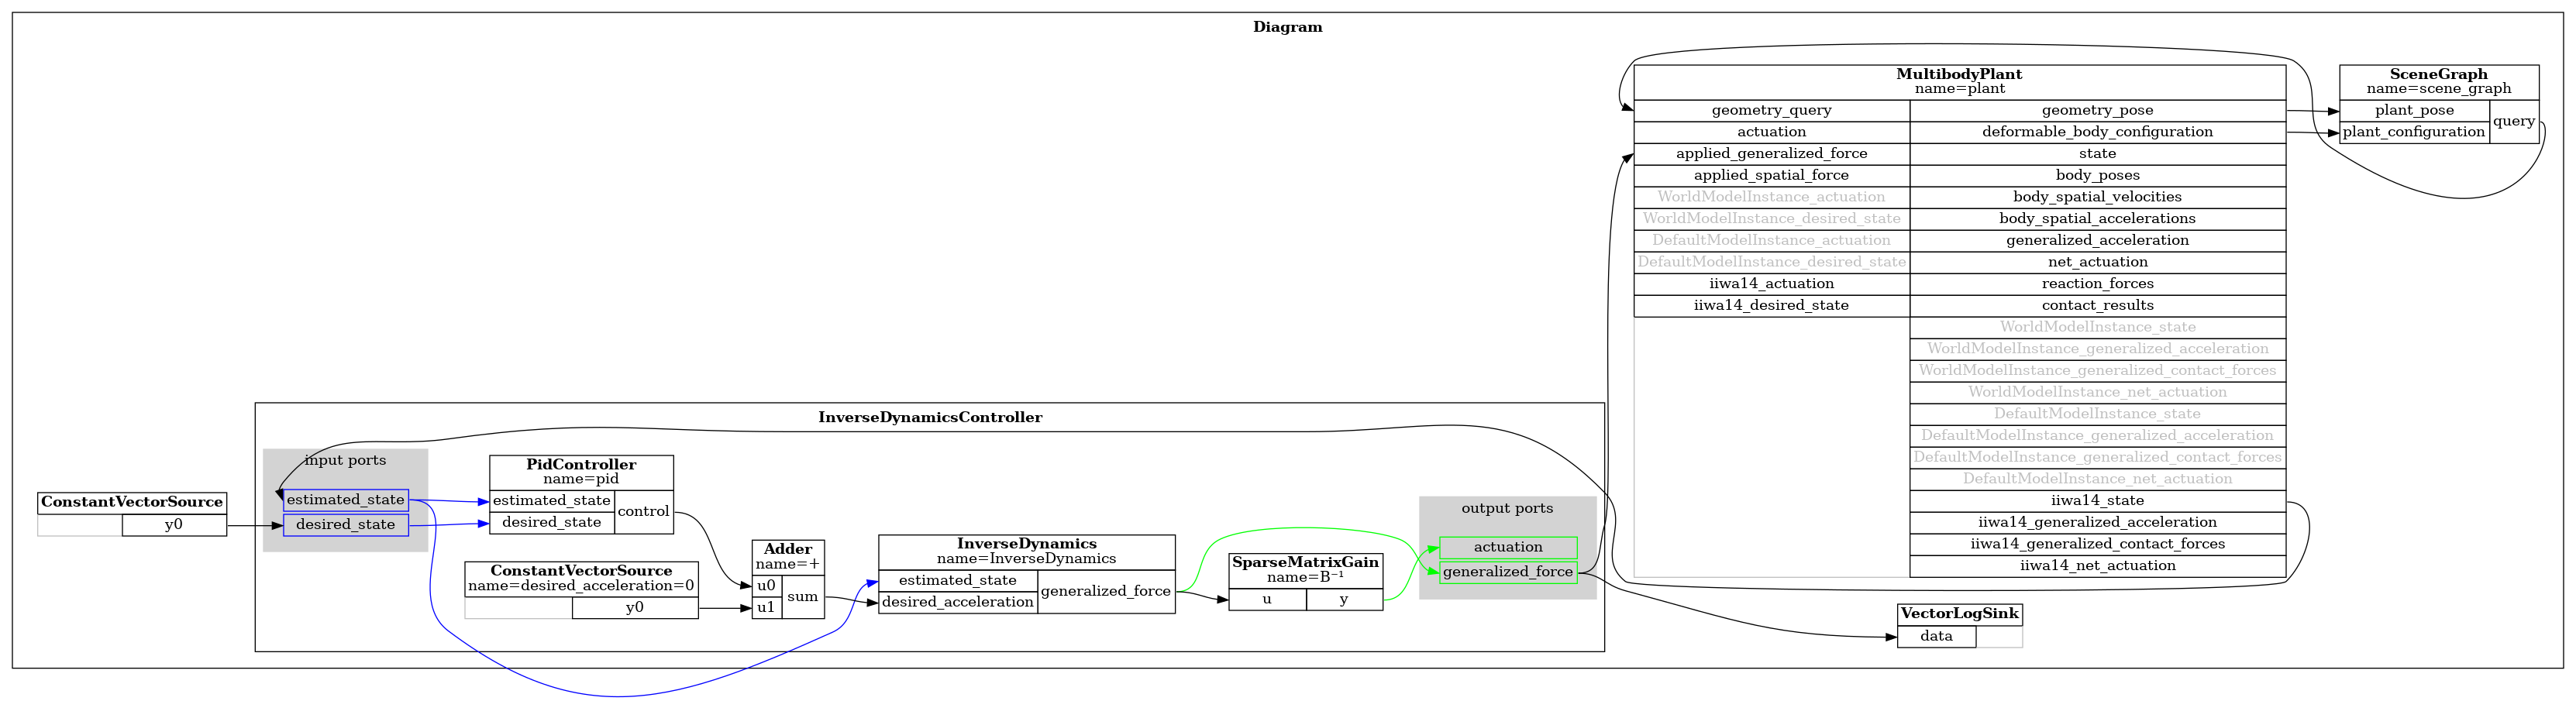 Diagram
ConstantVectorSource
y0
InverseDynamicsController
input ports
estimated_state
desired_state
PidController
name=pid
estimated_state
desired_state
control
ConstantVectorSource
name=desired_acceleration=0
y0
Adder
name=+
u0
u1
sum
InverseDynamics
name=InverseDynamics
estimated_state
desired_acceleration
generalized_force
SparseMatrixGain
name=B⁻¹
u
y
output ports
actuation
generalized_force
MultibodyPlant
name=plant
geometry_query
actuation
applied_generalized_force
applied_spatial_force
WorldModelInstance_actuation
WorldModelInstance_desired_state
DefaultModelInstance_actuation
DefaultModelInstance_desired_state
iiwa14_actuation
iiwa14_desired_state
geometry_pose
deformable_body_configuration
state
body_poses
body_spatial_velocities
body_spatial_accelerations
generalized_acceleration
net_actuation
reaction_forces
contact_results
WorldModelInstance_state
WorldModelInstance_generalized_acceleration
WorldModelInstance_generalized_contact_forces
WorldModelInstance_net_actuation
DefaultModelInstance_state
DefaultModelInstance_generalized_acceleration
DefaultModelInstance_generalized_contact_forces
DefaultModelInstance_net_actuation
iiwa14_state
iiwa14_generalized_acceleration
iiwa14_generalized_contact_forces
iiwa14_net_actuation
SceneGraph
name=scene_graph
plant_pose
plant_configuration
query
VectorLogSink
data